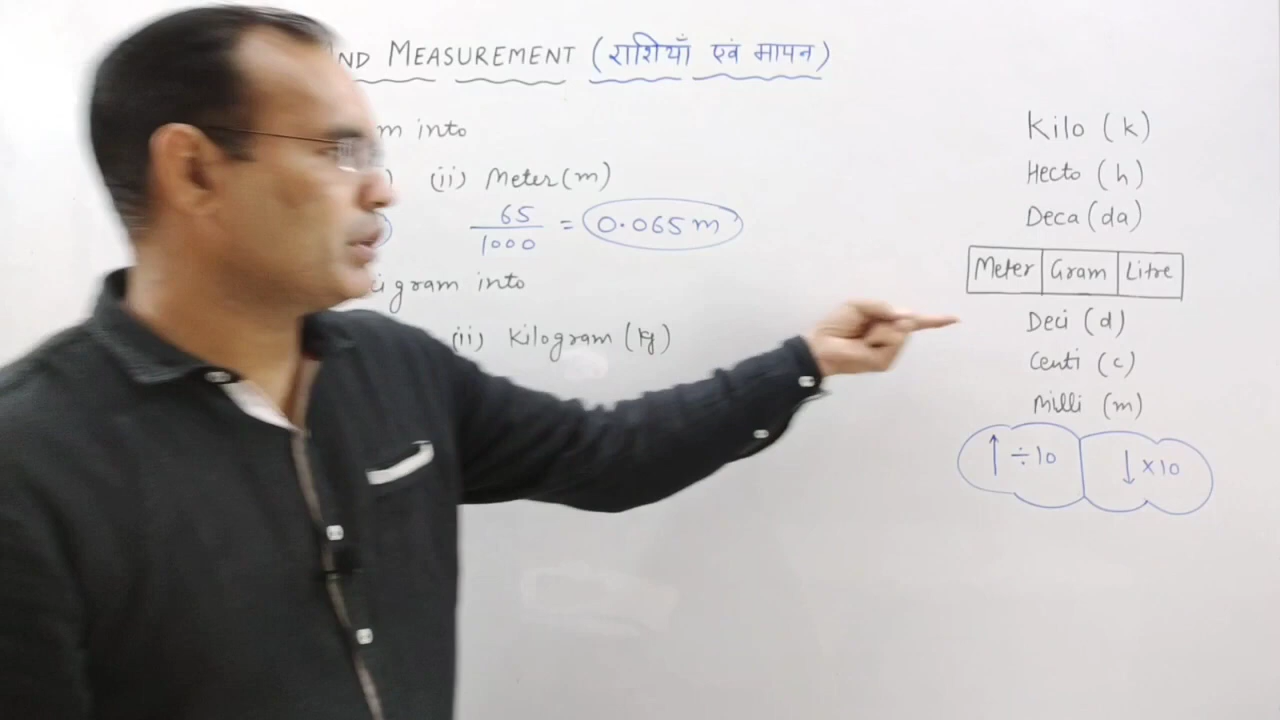 AND MEASUREMENT (राशियाँ एवं मापन)
m into
(ii) Meter (m)
65/1000 = 0.065 m
gram into
(ii) Kilogram (kg)
Kilo (k)
Hecto (h)
Deca (da)
Meter Gram Litre
Deci (d)
Centi (c)
Milli (m)
↑ ÷10 ↓ ×10